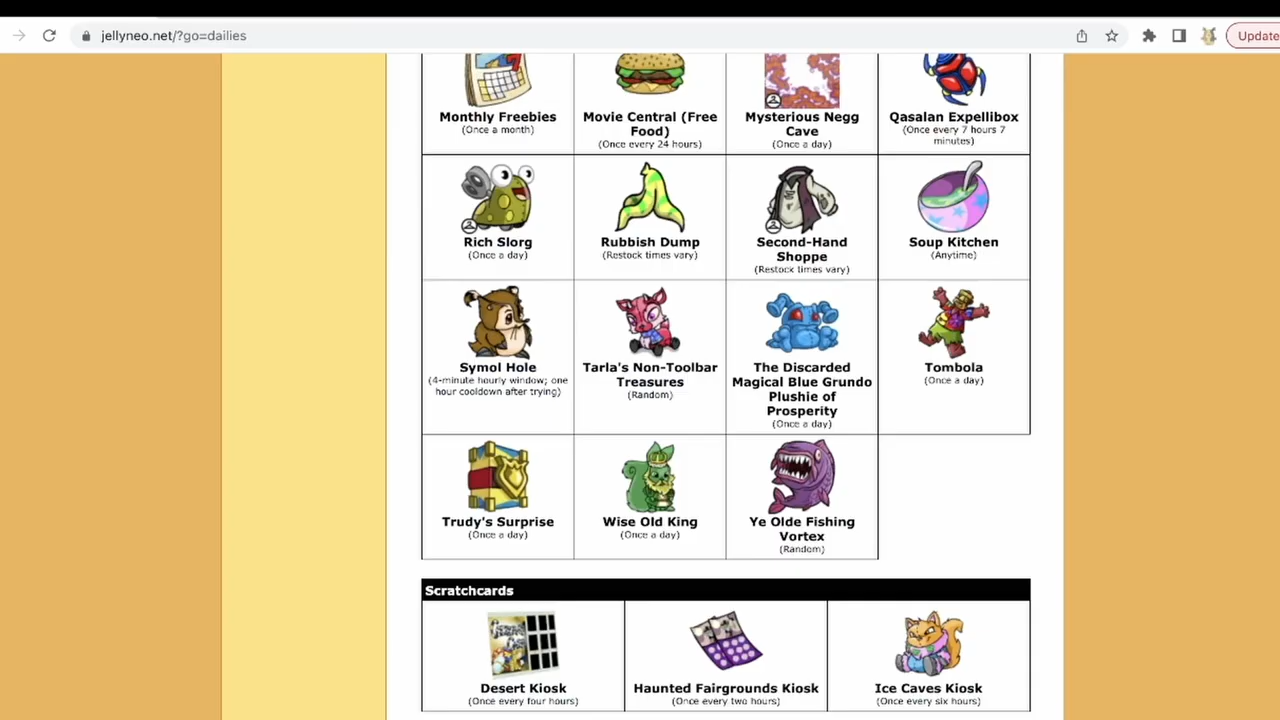 jellyneo.net/?go=dailies
Update
Monthly Freebies
(Once a month)
Movie Central (Free
Food)
(Once every 24 hours)
Mysterious Negg
Cave
(Once a day)
Qasalan Expellibox
(Once every 7 hours 7
minutes)
Rich Slorg
(Once a day)
Rubbish Dump
(Restock times vary)
Second-Hand
Shoppe
(Restock times vary)
Soup Kitchen
(Anytime)
Symol Hole
(4-minute hourly window; one
hour cooldown after trying)
Tarla's Non-Toolbar
Treasures
(Random)
The Discarded
Magical Blue Grundo
Plushie of
Prosperity
(Once a day)
Tombola
(Once a day)
Trudy's Surprise
(Once a day)
Wise Old King
(Once a day)
Ye Olde Fishing
Vortex
(Random)
Scratchcards
Desert Kiosk
(Once every four hours)
Haunted Fairgrounds Kiosk
(Once every two hours)
Ice Caves Kiosk
(Once every six hours)